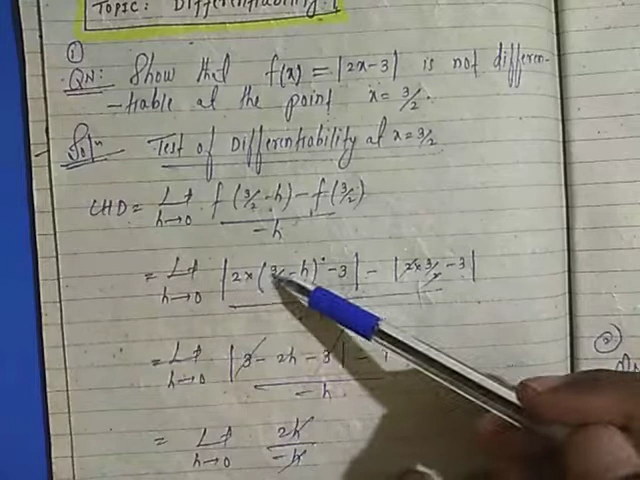 TOPIC: Differentiability:
①
QN: Show that f(x) = |2x-3| is not differen-
-tiable at the point x = 3/2.
Soln Test of Differentiability at x = 3/2
LHD = Lt h→0 f(3/2 - h) - f(3/2) / -h
= Lt h→0 |2×(3/2 - h) - 3| - |2×3/2 - 3|
= Lt h→0 |3 - 2h - 3| - / -h
= Lt h→0 2h / -h
②